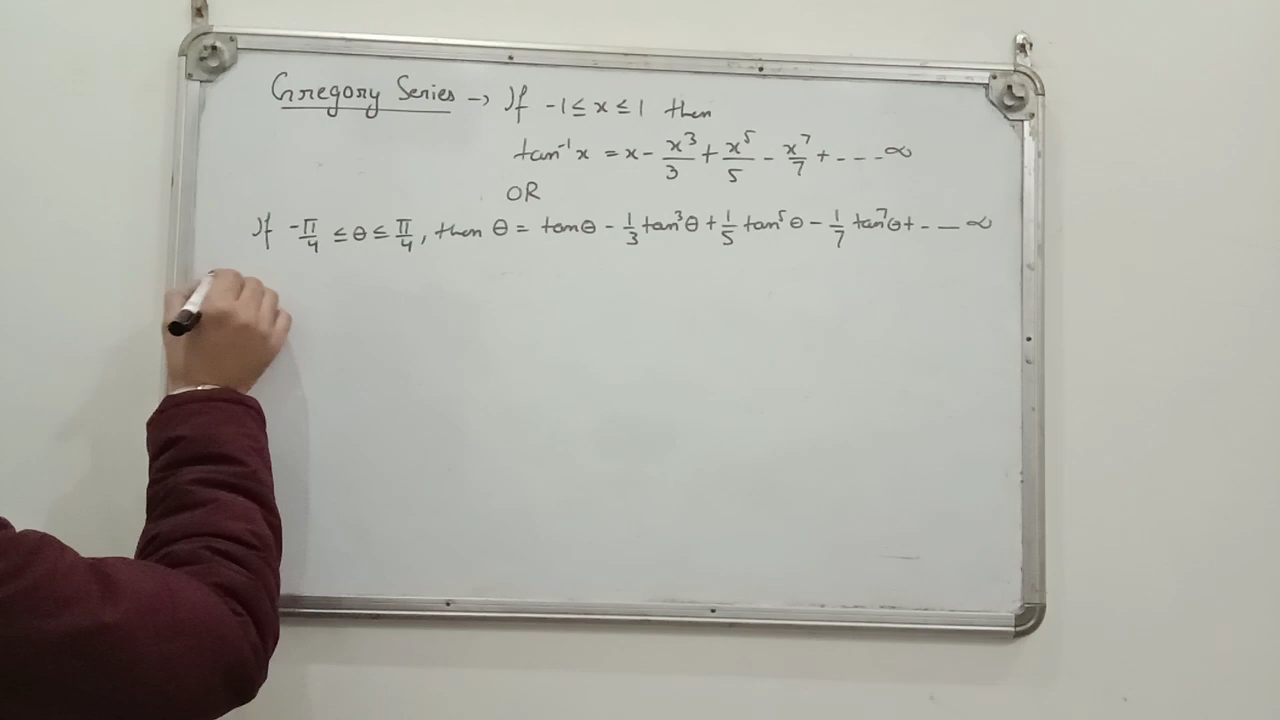 Gregory Series → If -1 ≤ x ≤ 1 then
tan⁻¹x = x - x³/3 + x⁵/5 - x⁷/7 + - - - ∞
OR
If -π/4 ≤ θ ≤ π/4, then θ = tanθ - 1/3 tan³θ + 1/5 tan⁵θ - 1/7 tan⁷θ + - - - ∞